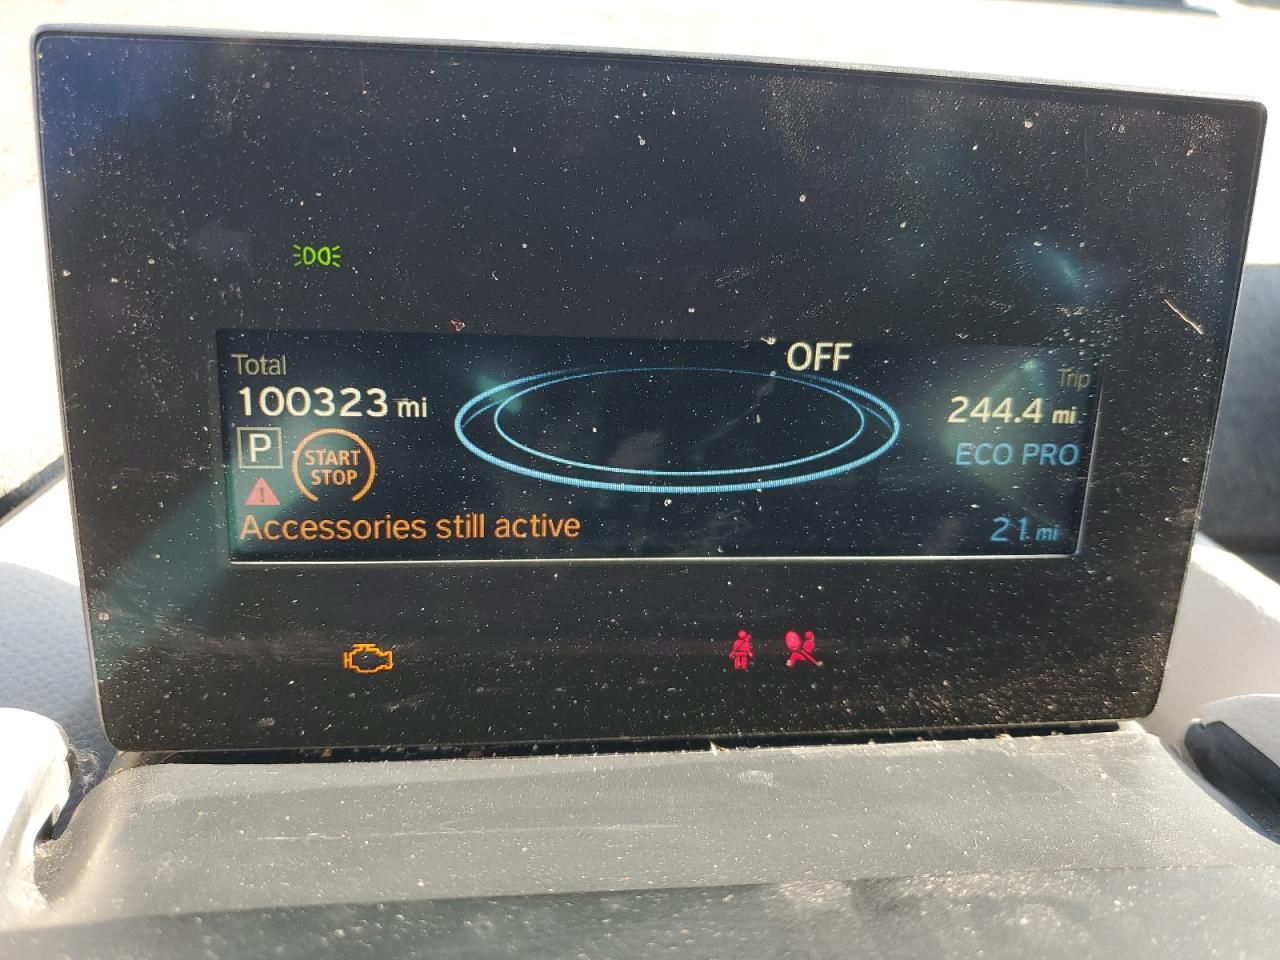 Total
100323 mi
P
START
STOP
Accessories still active
OFF
Trip
244.4 mi
ECO PRO
21 mi